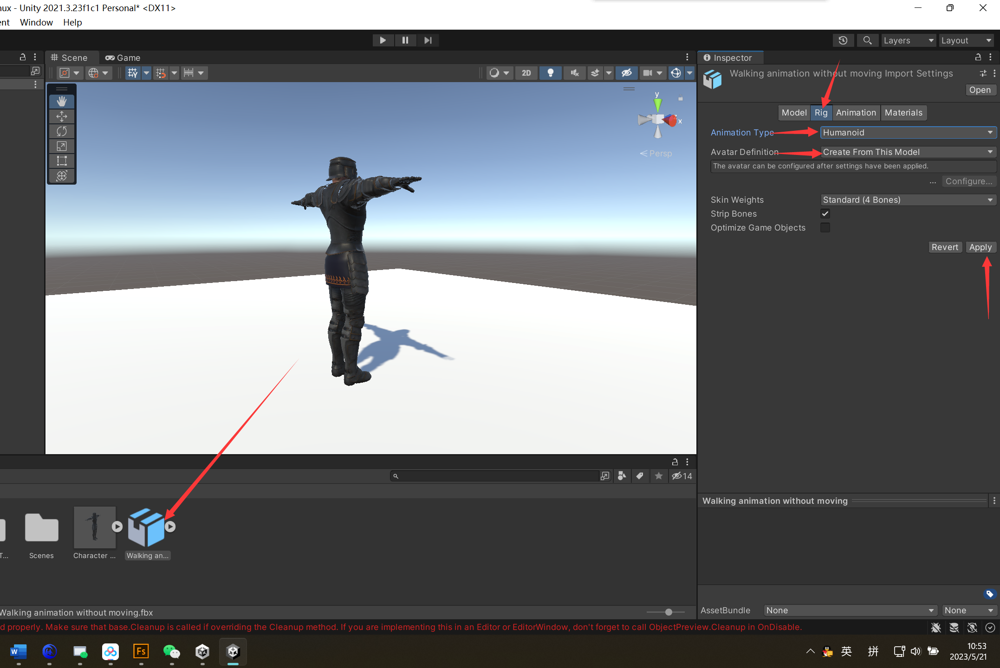 nux - Unity 2021.3.23f1c1 Personal* <DX11>
ent Window Help
Layers Layout
Scene Game
Inspector
2D
Walking animation without moving Import Settings
Open
y
x
Persp
Model Rig Animation Materials
Animation Type Humanoid
Avatar Definition Create From This Model
The avatar can be configured after settings have been applied.
... Configure...
Skin Weights Standard (4 Bones)
Strip Bones
Optimize Game Objects
Revert Apply
14
Walking animation without moving
T... Scenes Character ... Walking an...
Walking animation without moving.fbx
AssetBundle None None
d properly. Make sure that base.Cleanup is called if overriding the Cleanup method. If you are implementing this in an Editor or EditorWindow, don't forget to call ObjectPreview.Cleanup in OnDisable.
W Fs 英 拼 10:53
2023/5/21